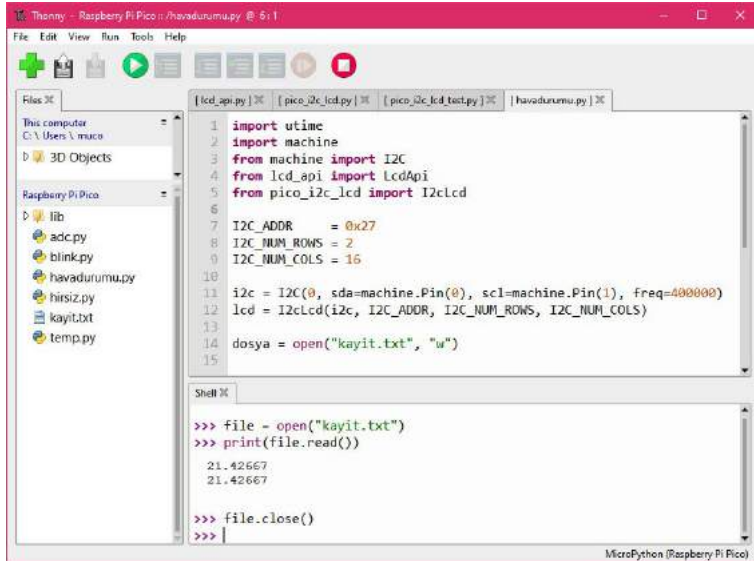 Thonny - Raspberry Pi Pico :: /havadurumu.py @ 6:1
File Edit View Run Tools Help
Files
This computer
C:\ Users \ muco
3D Objects
Raspberry Pi Pico
lib
adc.py
blink.py
havadurumu.py
hirsiz.py
kayit.txt
temp.py
[ lcd_api.py ] [ pico_i2c_lcd.py ] [ pico_i2c_lcd_test.py ] [ havadurumu.py ]
1 import utime
2 import machine
3 from machine import I2C
4 from lcd_api import LcdApi
5 from pico_i2c_lcd import I2cLcd
6
7 I2C_ADDR = 0x27
8 I2C_NUM_ROWS = 2
9 I2C_NUM_COLS = 16
10
11 i2c = I2C(0, sda=machine.Pin(0), scl=machine.Pin(1), freq=400000)
12 lcd = I2cLcd(i2c, I2C_ADDR, I2C_NUM_ROWS, I2C_NUM_COLS)
13
14 dosya = open("kayit.txt", "w")
15
Shell
>>> file = open("kayit.txt")
>>> print(file.read())
21.42667
21.42667
>>> file.close()
>>>
MicroPython (Raspberry Pi Pico)